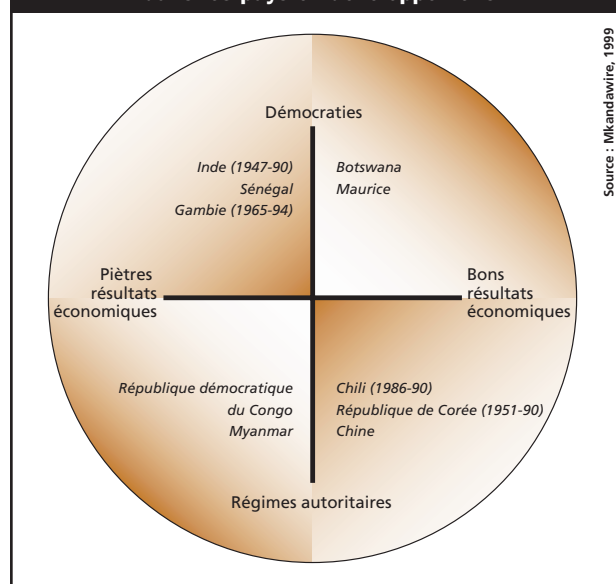 Démocraties
Inde (1947-90)
Sénégal
Gambie (1965-94)
Botswana
Maurice
Piètres
résultats
économiques
Bons
résultats
économiques
République démocratique
du Congo
Myanmar
Chili (1986-90)
République de Corée (1951-90)
Chine
Régimes autoritaires
Source : Mkandawire, 1999